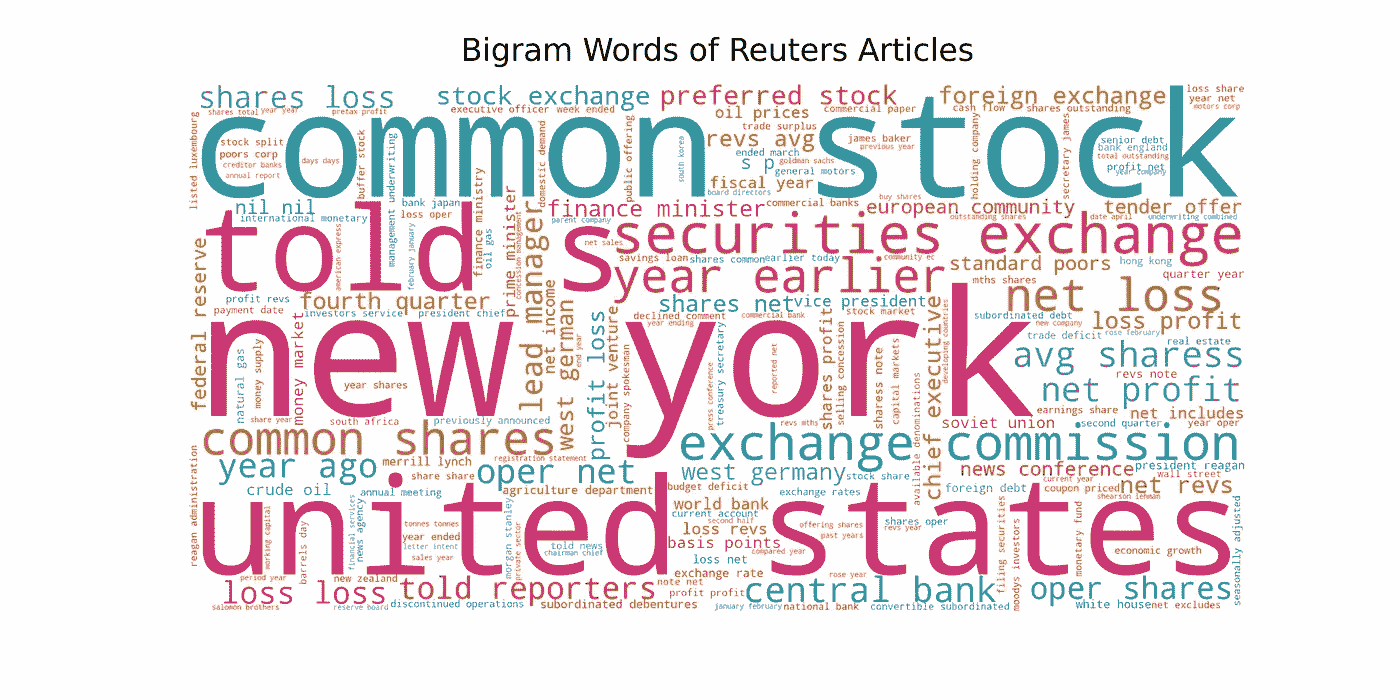 Bigram Words of Reuters Articles
shares loss
stock exchange
preferred stock
foreign exchange
loss share
year net
motors corp
shares total
year year
pretax profit
executive officer
week ended
oil prices
commercial paper
cash flow
shares outstanding
common stock
listed luxembourg
stock split
poors corp
creditor banks
annual report
days days
buffer stock
management underwriting
domestic demand
public offering
south korea
trade surplus
revs avg
james baker
previous year
ended march
s p
goldman sachs
general motors
fiscal year
board directors
holding company
secretary james
senior debt
bank england
total outstanding
profit net
year company
buy shares
nil nil
international monetary
bank japan
loss oper
finance ministry
prime minister
finance minister
commercial banks
european community
tender offer
parent company
outstanding shares
date april
underwriting combined
told s
american express
february january
oil gas
concession management
lead manager
net sales
securities exchange
savings loan
shares common
earlier today
community ec
year earlier
standard poors
hong kong
quarter year
mths shares
federal reserve
profit revs
payment date
fourth quarter
investors service
president chief
net income
west german
end year
shares net
vice president
declined comment
commercial bank
stock market
year ending
net loss
subordinated debt
new company
loss profit
trade deficit
rose february
real estate
new york
natural gas
money supply
money market
year shares
profit loss
joint venture
company spokesman
press conference
treasury secretary
reported net
shares profit
selling concession
sharess note
capital markets
chief executive
developing countries
avg sharess
revs note
net profit
earnings share
net includes
share year
south africa
previously announced
revs mths
soviet union
second quarter
year oper
common shares
exchange commission
registration statement
year ago
merrill lynch
share share
oper net
west germany
stock share
available denominations
news conference
president reagan
wall street
current year
foreign debt
coupon priced
net revs
shearson lehman
crude oil
annual meeting
agriculture department
budget deficit
exchange rates
world bank
current account
second half
offering shares
revs year
shares oper
united states
reagan administration
working capital
barrels day
financial services
news agency
tonnes tonnes
year ended
letter intent
sales year
morgan stanley
private sector
told news
chairman chief
loss revs
past years
basis points
compared year
loss net
filing securities
moodys investors
monetary fund
economic growth
seasonally adjusted
period year
new zealand
exchange rate
rose year
loss loss
told reporters
note net
profit profit
central bank
oper shares
salomon brothers
reserve board
discontinued operations
subordinated debentures
january february
national bank
convertible subordinated
white house
net excludes